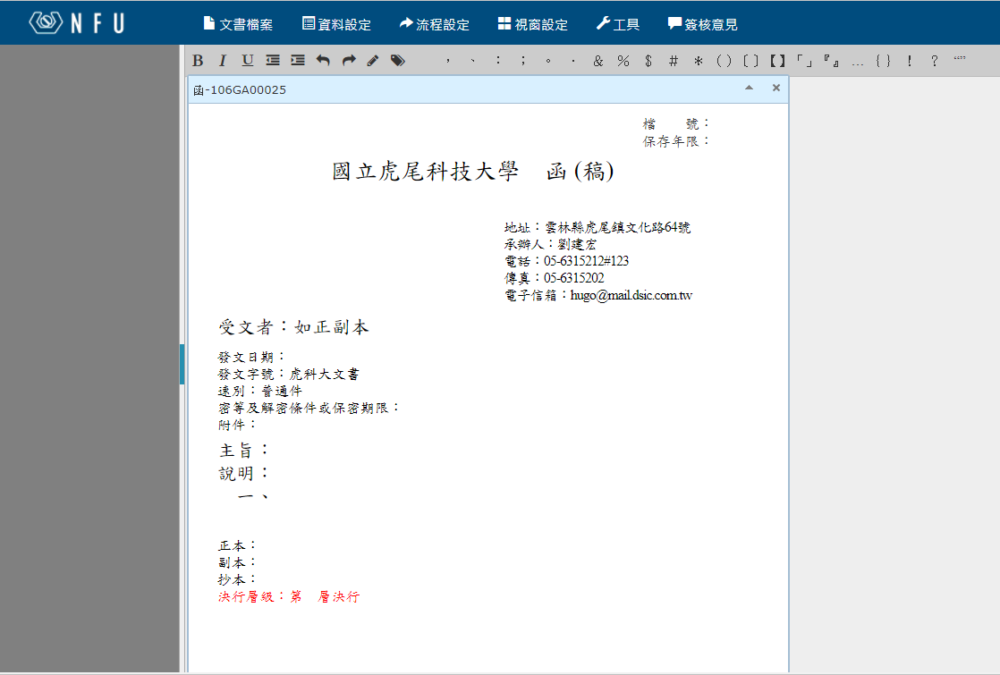 NFU 文書檔案 資料設定 流程設定 視窗設定 工具 簽核意見
B I U , 、 : ; 。 . & % $ # * ( ) 〔 〕 【 】 「 」 『 』 … { } ! ? “”
函-106GA00025
檔　　號：
保存年限：
國立虎尾科技大學　函 (稿)
地址：雲林縣虎尾鎮文化路64號
承辦人：劉建宏
電話：05-6315212#123
傳真：05-6315202
電子信箱：hugo@mail.dsic.com.tw
受文者：如正副本
發文日期：
發文字號：虎科大文書
速別：普通件
密等及解密條件或保密期限：
附件：
主旨：
說明：
一、
正本：
副本：
抄本：
決行層級：第　層決行